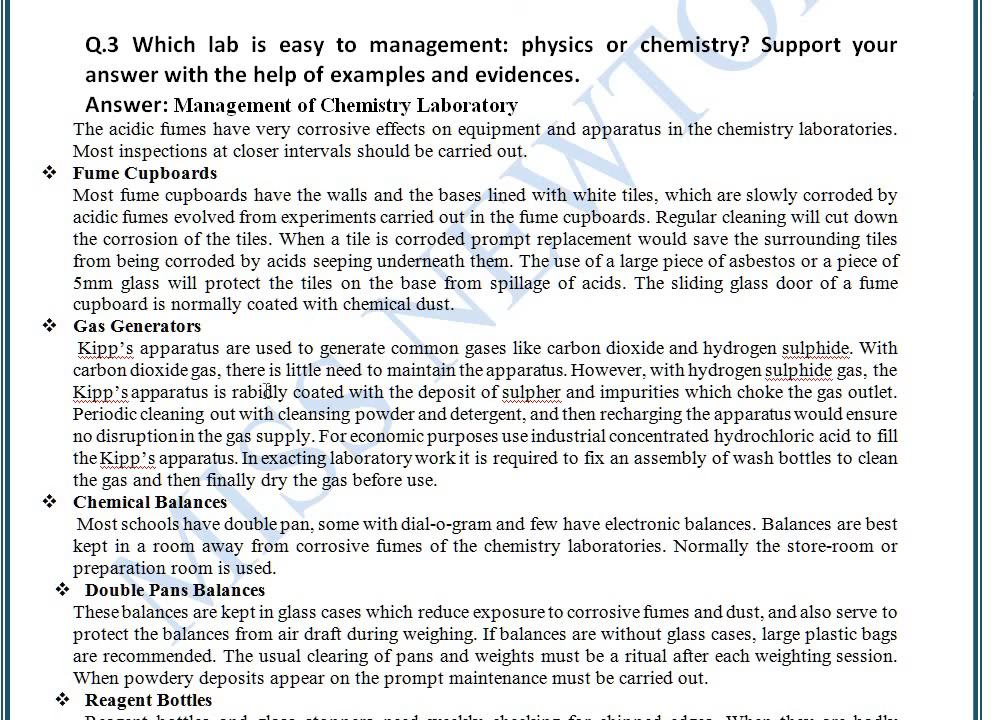 Q.3 Which lab is easy to management: physics or chemistry? Support your
answer with the help of examples and evidences.
Answer: Management of Chemistry Laboratory
The acidic fumes have very corrosive effects on equipment and apparatus in the chemistry laboratories.
Most inspections at closer intervals should be carried out.
❖ Fume Cupboards
Most fume cupboards have the walls and the bases lined with white tiles, which are slowly corroded by
acidic fumes evolved from experiments carried out in the fume cupboards. Regular cleaning will cut down
the corrosion of the tiles. When a tile is corroded prompt replacement would save the surrounding tiles
from being corroded by acids seeping underneath them. The use of a large piece of asbestos or a piece of
5mm glass will protect the tiles on the base from spillage of acids. The sliding glass door of a fume
cupboard is normally coated with chemical dust.
❖ Gas Generators
Kipp's apparatus are used to generate common gases like carbon dioxide and hydrogen sulphide. With
carbon dioxide gas, there is little need to maintain the apparatus. However, with hydrogen sulphide gas, the
Kipp's apparatus is rabidly coated with the deposit of sulpher and impurities which choke the gas outlet.
Periodic cleaning out with cleansing powder and detergent, and then recharging the apparatus would ensure
no disruption in the gas supply. For economic purposes use industrial concentrated hydrochloric acid to fill
the Kipp's apparatus. In exacting laboratory work it is required to fix an assembly of wash bottles to clean
the gas and then finally dry the gas before use.
❖ Chemical Balances
Most schools have double pan, some with dial-o-gram and few have electronic balances. Balances are best
kept in a room away from corrosive fumes of the chemistry laboratories. Normally the store-room or
preparation room is used.
❖ Double Pans Balances
These balances are kept in glass cases which reduce exposure to corrosive fumes and dust, and also serve to
protect the balances from air draft during weighing. If balances are without glass cases, large plastic bags
are recommended. The usual clearing of pans and weights must be a ritual after each weighting session.
When powdery deposits appear on the prompt maintenance must be carried out.
❖ Reagent Bottles
MISS NEWTO